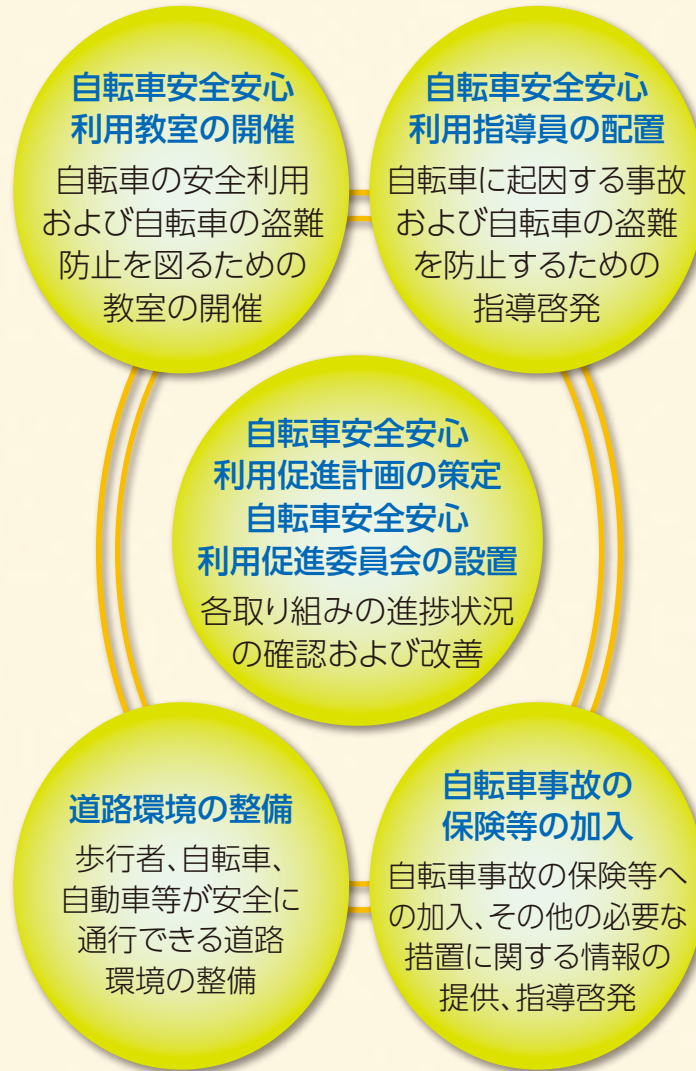 自転車安全安心
利用教室の開催
自転車の安全利用
および自転車の盗難
防止を図るための
教室の開催
自転車安全安心
利用指導員の配置
自転車に起因する事故
および自転車の盗難
を防止するための
指導啓発
自転車安全安心
利用促進計画の策定
自転車安全安心
利用促進委員会の設置
各取り組みの進捗状況
の確認および改善
道路環境の整備
歩行者、自転車、
自動車等が安全に
通行できる道路
環境の整備
自転車事故の
保険等の加入
自転車事故の保険等へ
の加入、その他の必要な
措置に関する情報の
提供、指導啓発